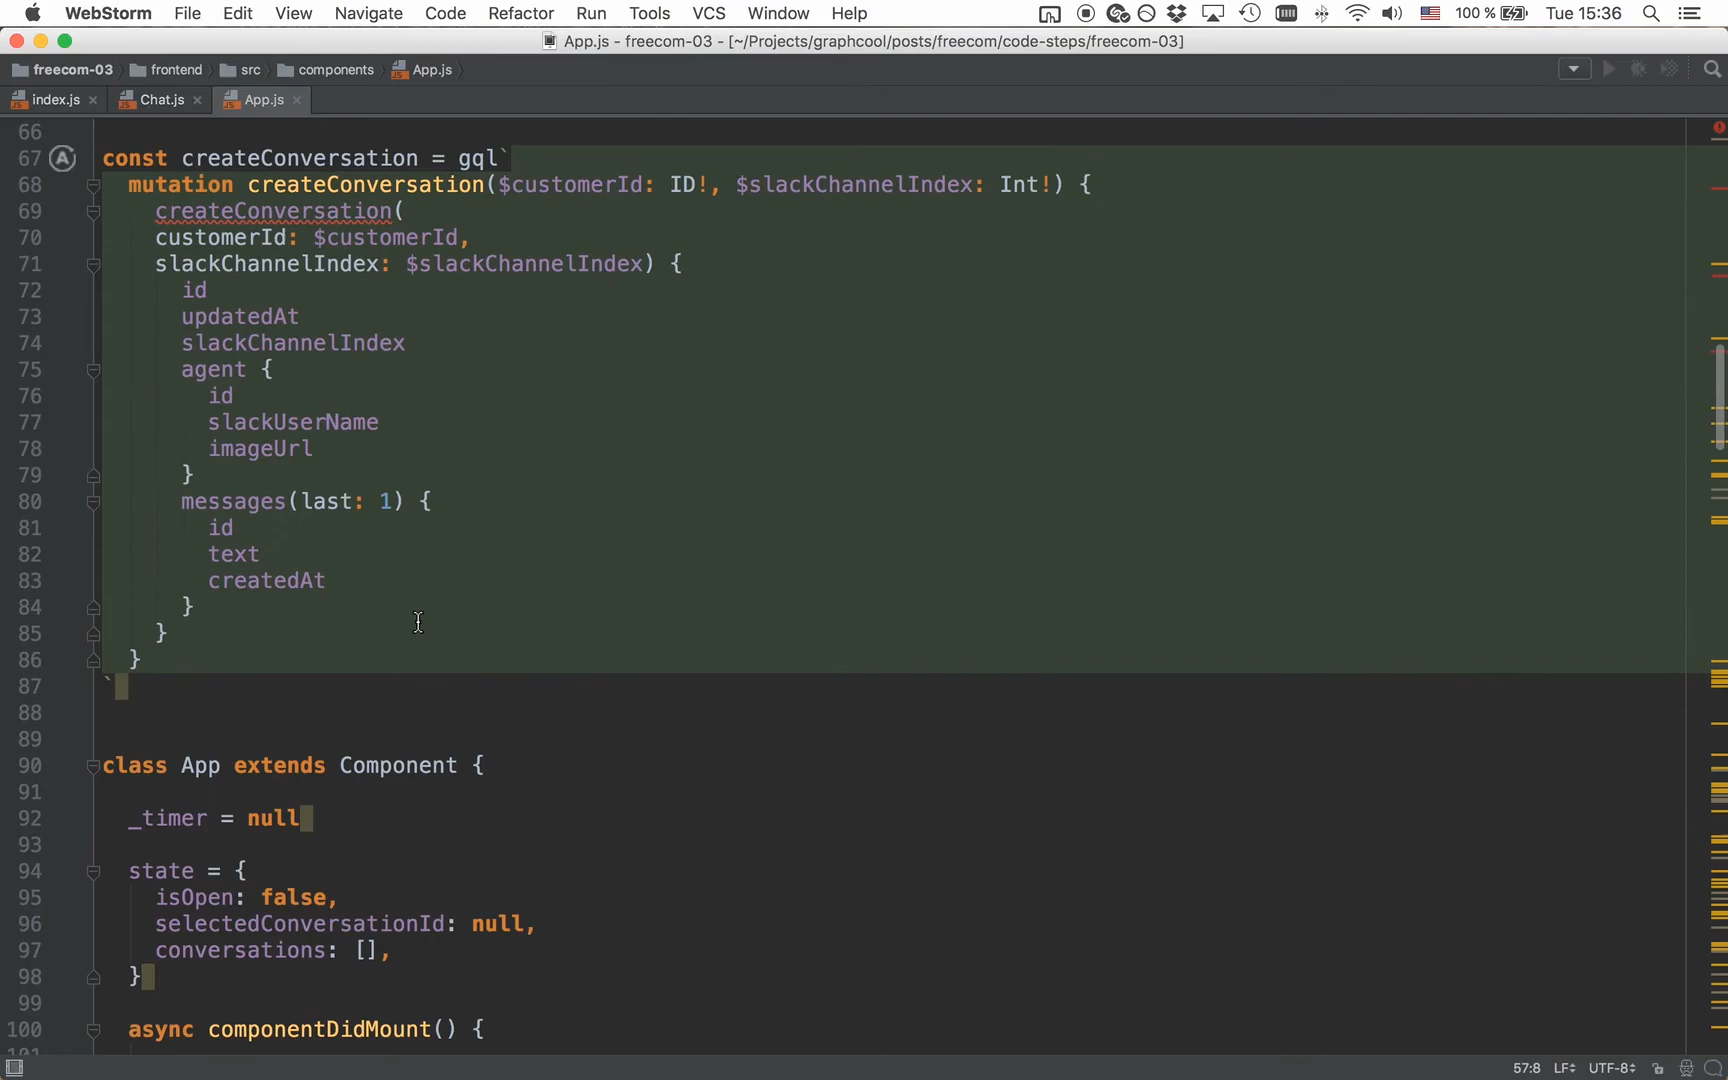 WebStorm File Edit View Navigate Code Refactor Run Tools VCS Window Help 100 % Tue 15:36
App.js - freecom-03 - [~/Projects/graphcool/posts/freecom/code-steps/freecom-03]
freecom-03 frontend src components App.js
index.js Chat.js App.js
66
67 const createConversation = gql`
68 mutation createConversation($customerId: ID!, $slackChannelIndex: Int!) {
69 createConversation(
70 customerId: $customerId,
71 slackChannelIndex: $slackChannelIndex) {
72 id
73 updatedAt
74 slackChannelIndex
75 agent {
76 id
77 slackUserName
78 imageUrl
79 }
80 messages(last: 1) {
81 id
82 text
83 createdAt
84 }
85 }
86 }
87 `
88
89
90 class App extends Component {
91
92 _timer = null
93
94 state = {
95 isOpen: false,
96 selectedConversationId: null,
97 conversations: [],
98 }
99
100 async componentDidMount() {
101
57:8 LF UTF-8